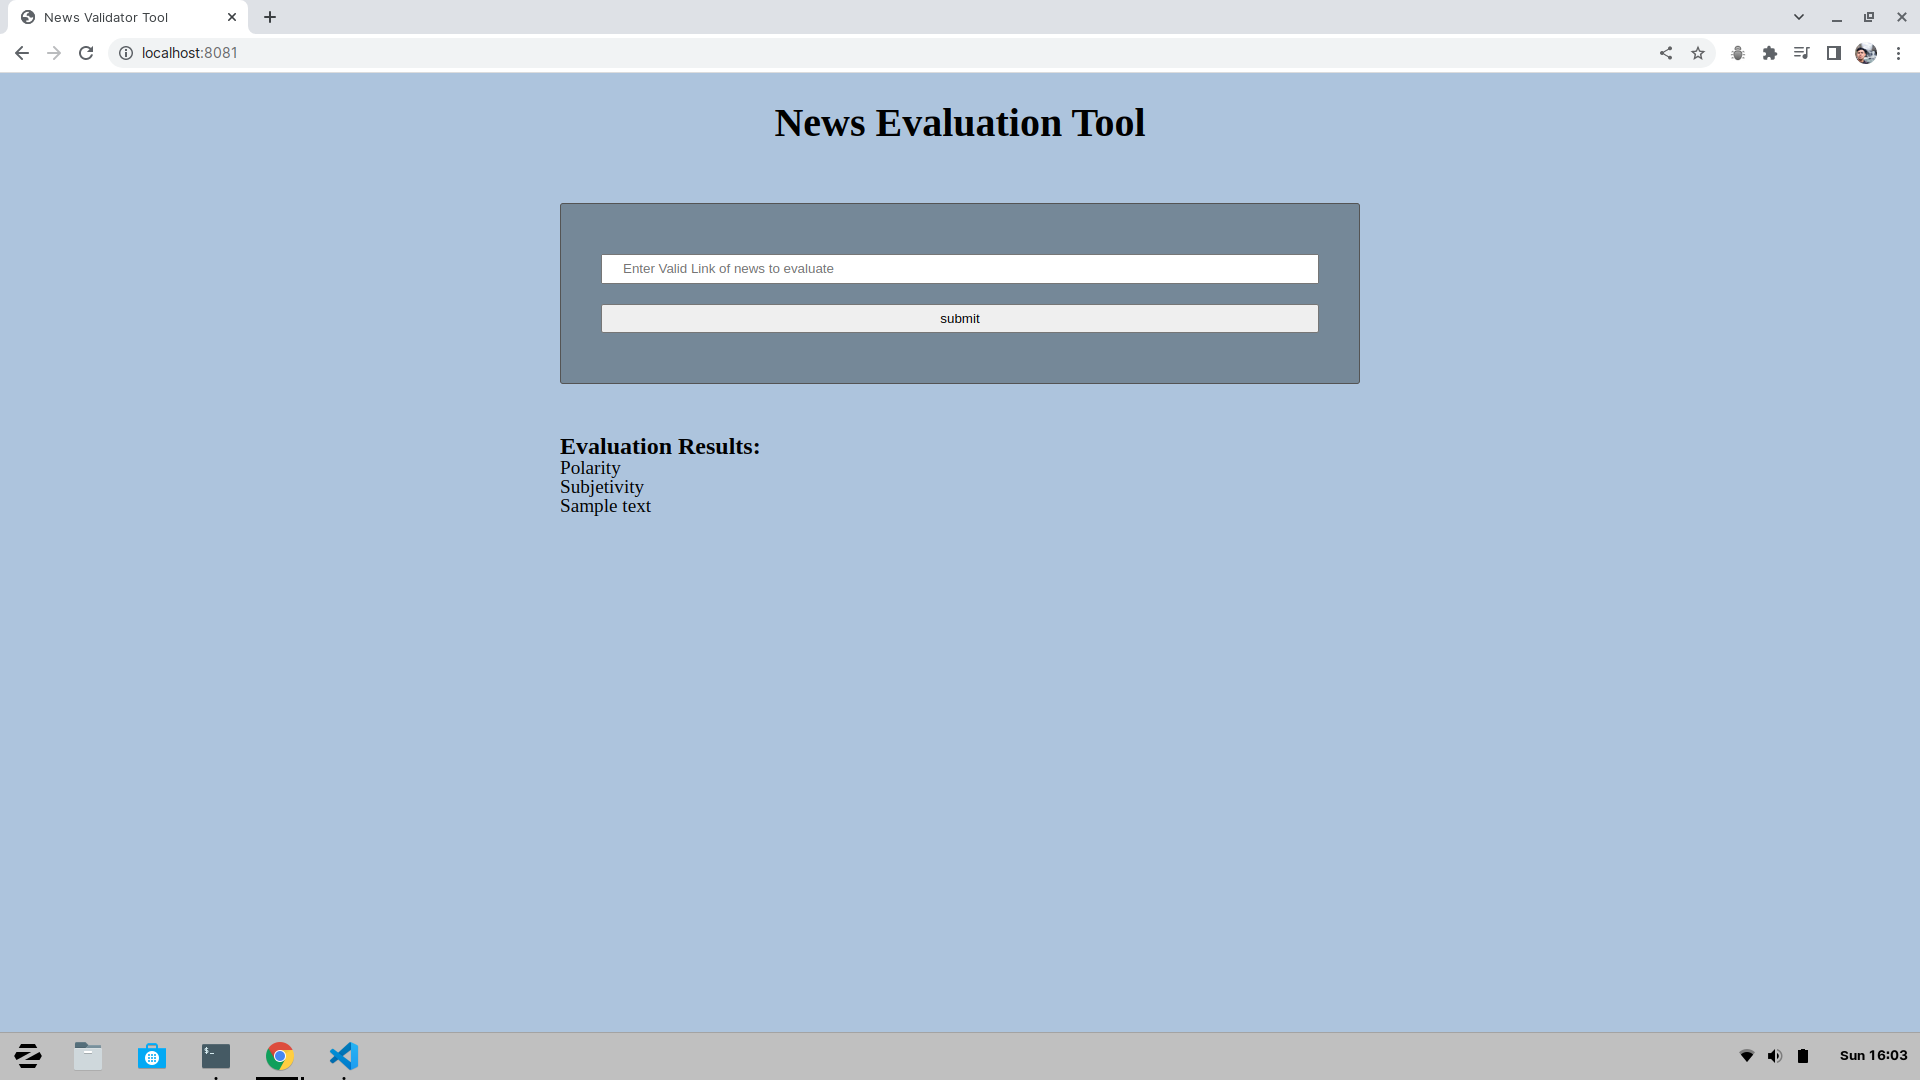 News Validator Tool
localhost:8081
News Evaluation Tool
Enter Valid Link of news to evaluate
submit
Evaluation Results:
Polarity
Subjetivity
Sample text
$_
Sun 16:03